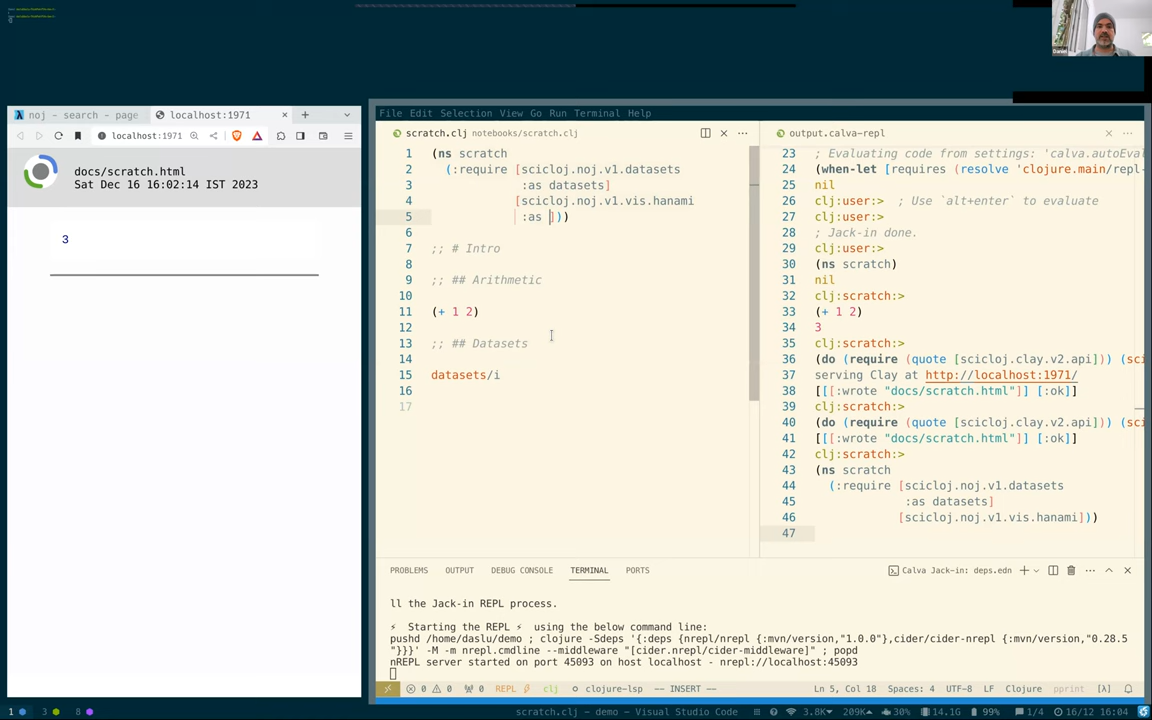 Daniel
noj – search – page
localhost:1971
localhost:1971
docs/scratch.html
Sat Dec 16 16:02:14 IST 2023
3
File Edit Selection View Go Run Terminal Help
scratch.clj notebooks/scratch.clj
1 (ns scratch
2 (:require [scicloj.noj.v1.datasets
3 :as datasets]
4 [scicloj.noj.v1.vis.hanami
5 :as ]))
6
7 ;; # Intro
8
9 ;; ## Arithmetic
10
11 (+ 1 2)
12
13 ;; ## Datasets
14
15 datasets/i
16
17
output.calva-repl
23 ; Evaluating code from settings: 'calva.autoEval
24 (when-let [requires (resolve 'clojure.main/repl-
25 nil
26 clj:user:> ; Use `alt+enter` to evaluate
27 clj:user:>
28 ; Jack-in done.
29 clj:user:>
30 (ns scratch)
31 nil
32 clj:scratch:>
33 (+ 1 2)
34 3
35 clj:scratch:>
36 (do (require (quote [scicloj.clay.v2.api])) (sci
37 serving Clay at http://localhost:1971/
38 [[[:wrote "docs/scratch.html"]] [:ok]]
39 clj:scratch:>
40 (do (require (quote [scicloj.clay.v2.api])) (sci
41 [[[:wrote "docs/scratch.html"]] [:ok]]
42 clj:scratch:>
43 (ns scratch
44 (:require [scicloj.noj.v1.datasets
45 :as datasets]
46 [scicloj.noj.v1.vis.hanami]))
47
PROBLEMS OUTPUT DEBUG CONSOLE TERMINAL PORTS
Calva Jack-in: deps.edn
ll the Jack-in REPL process.
⚡ Starting the REPL ⚡ using the below command line:
pushd /home/daslu/demo ; clojure -Sdeps '{:deps {nrepl/nrepl {:mvn/version,"1.0.0"},cider/cider-nrepl {:mvn/version,"0.28.5
"}}}' -M -m nrepl.cmdline --middleware "[cider.nrepl/cider-middleware]" ; popd
nREPL server started on port 45093 on host localhost - nrepl://localhost:45093
0 0 0 REPL clj clojure-lsp -- INSERT -- Ln 5, Col 18 Spaces: 4 UTF-8 LF Clojure pprint [λ]
1 3 8 scratch.clj - demo - Visual Studio Code 3.8K 209K 30% 14.1G 99% 1/4 16/12 16:04